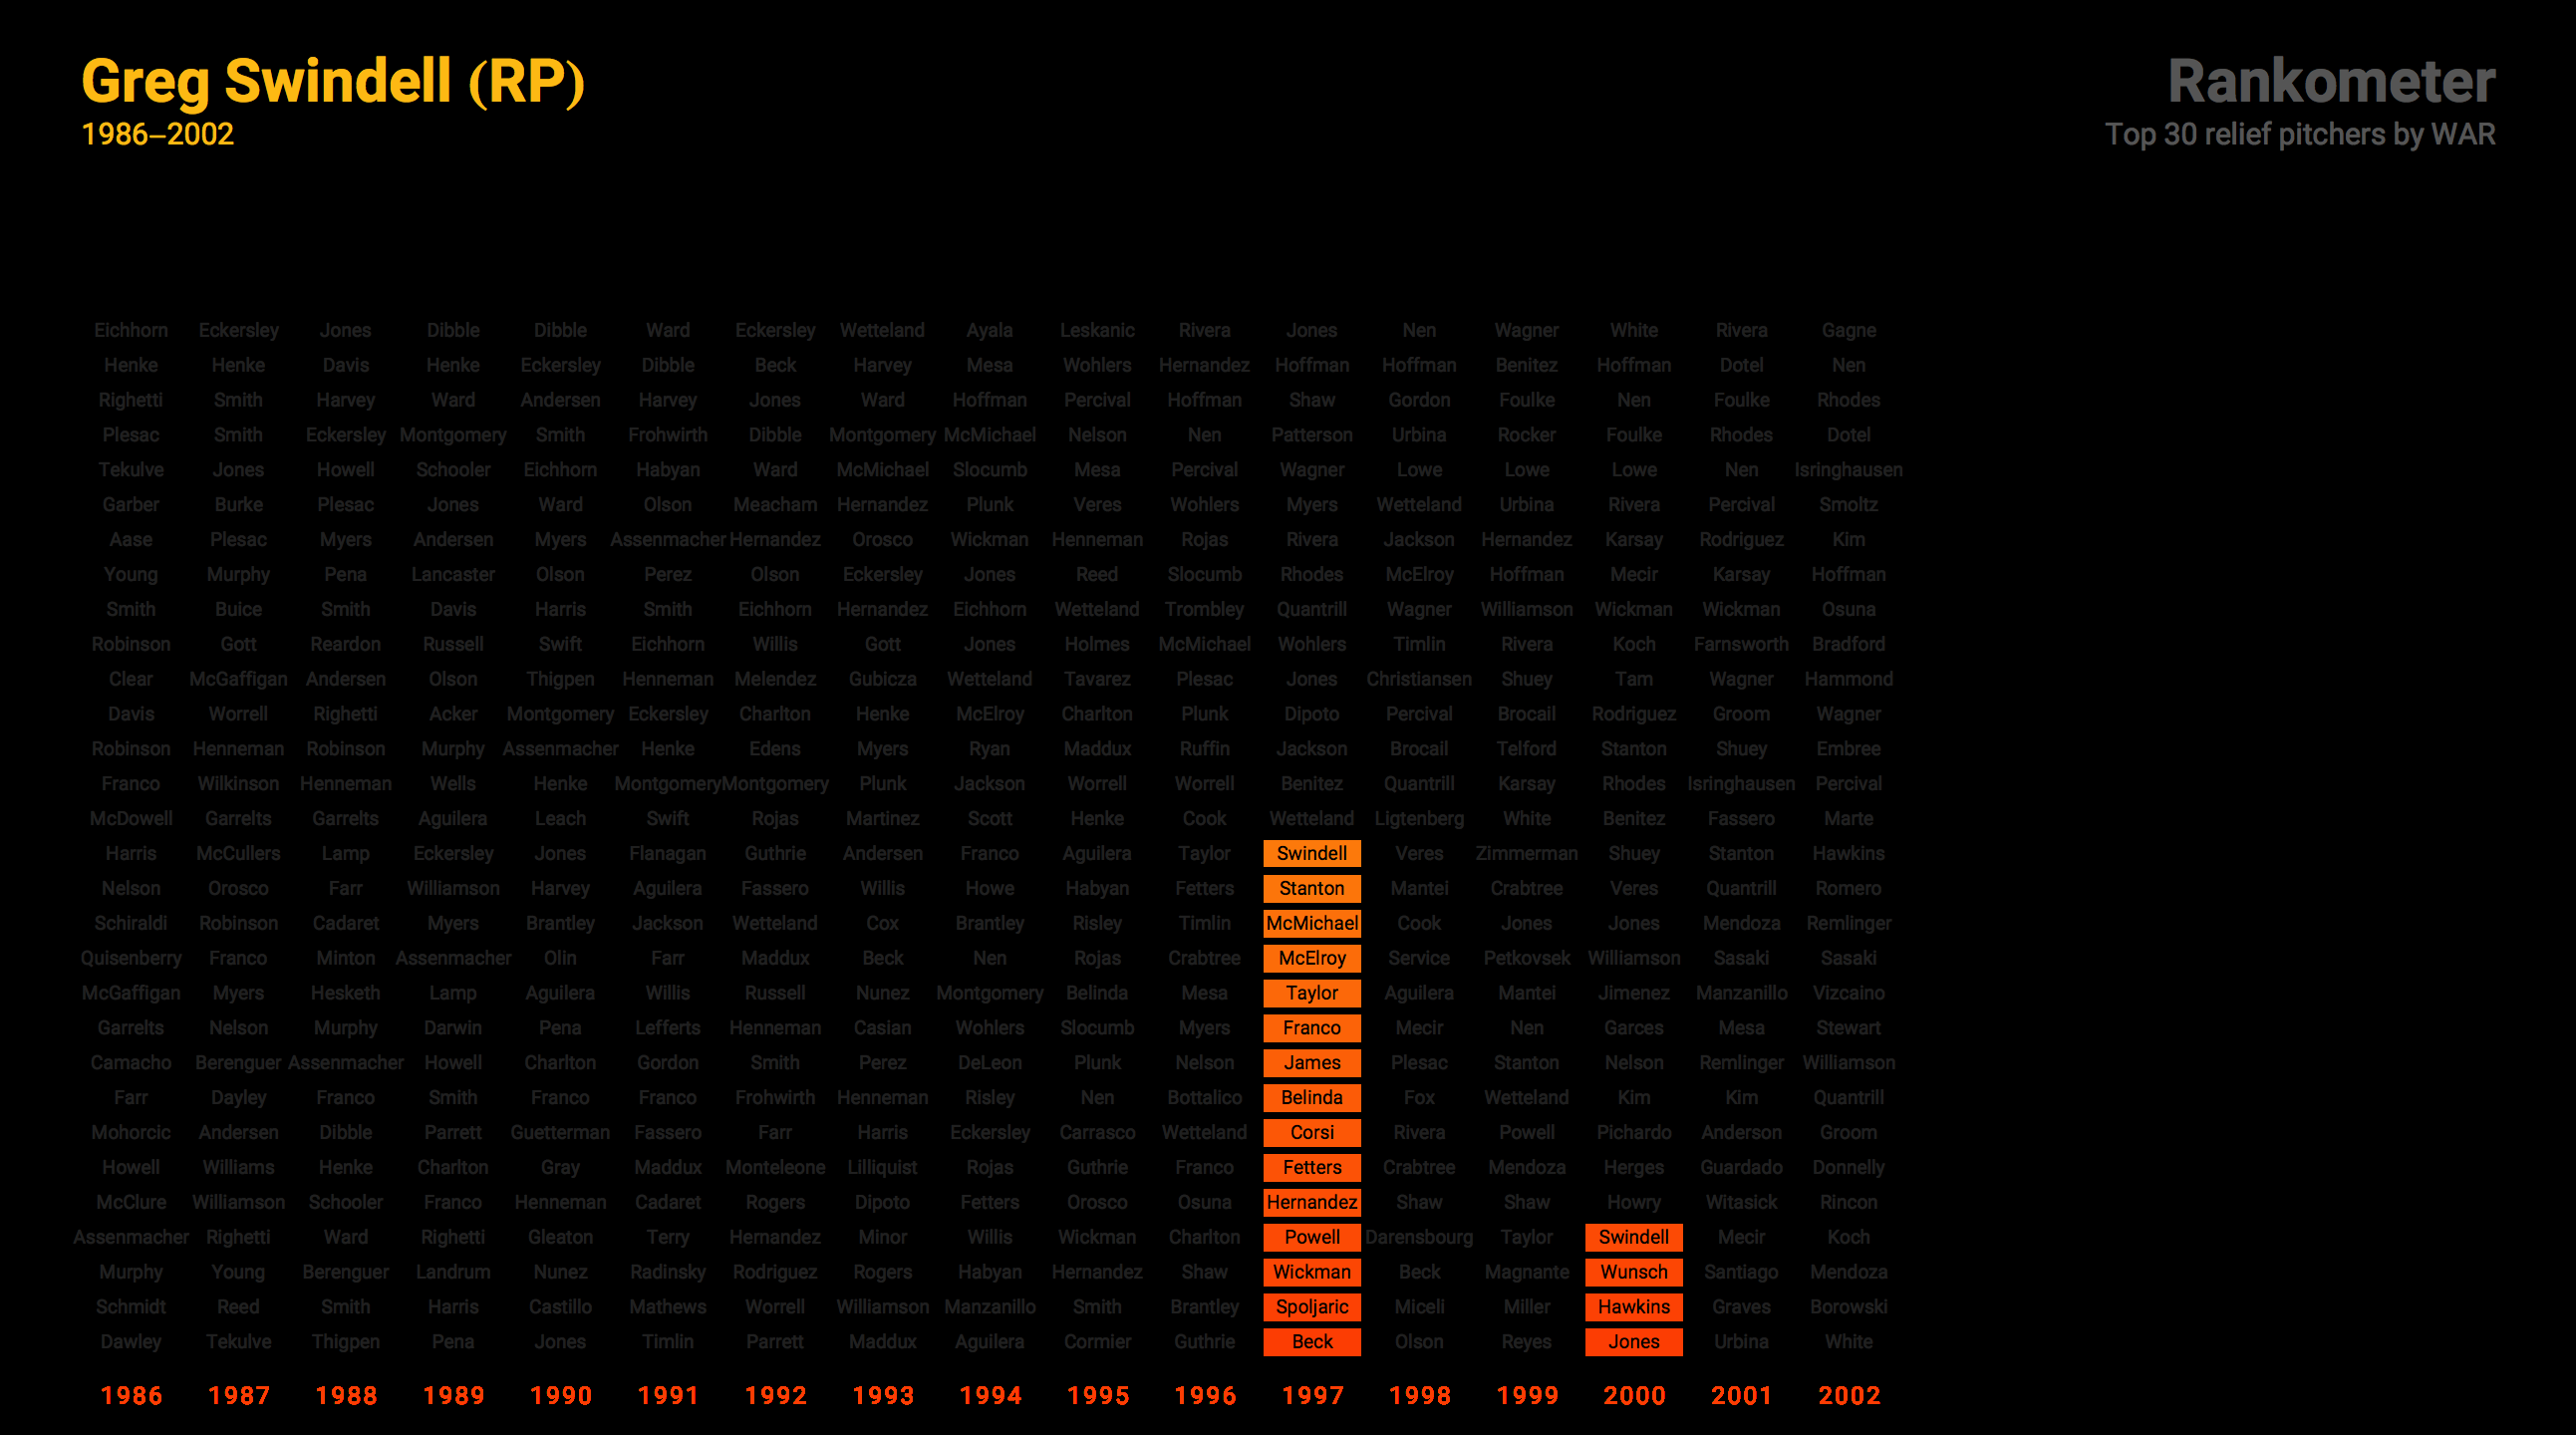 Greg Swindell (RP)
1986–2002
Rankometer
Top 30 relief pitchers by WAR
Eichhorn Eckersley Jones Dibble Dibble Ward Eckersley Wetteland Ayala Leskanic Rivera Jones Nen Wagner White Rivera Gagne
Henke Henke Davis Henke Eckersley Dibble Beck Harvey Mesa Wohlers Hernandez Hoffman Hoffman Benitez Hoffman Dotel Nen
Righetti Smith Harvey Ward Andersen Harvey Jones Ward Hoffman Percival Hoffman Shaw Gordon Foulke Nen Foulke Rhodes
Plesac Smith Eckersley Montgomery Smith Frohwirth Dibble Montgomery McMichael Nelson Nen Patterson Urbina Rocker Foulke Rhodes Dotel
Tekulve Jones Howell Schooler Eichhorn Habyan Ward McMichael Slocumb Mesa Percival Wagner Lowe Lowe Lowe Nen Isringhausen
Garber Burke Plesac Jones Ward Olson Meacham Hernandez Plunk Veres Wohlers Myers Wetteland Urbina Rivera Percival Smoltz
Aase Plesac Myers Andersen Myers Assenmacher Hernandez Orosco Wickman Henneman Rojas Rivera Jackson Hernandez Karsay Rodriguez Kim
Young Murphy Pena Lancaster Olson Perez Olson Eckersley Jones Reed Slocumb Rhodes McElroy Hoffman Mecir Karsay Hoffman
Smith Buice Smith Davis Harris Smith Eichhorn Hernandez Eichhorn Wetteland Trombley Quantrill Wagner Williamson Wickman Wickman Osuna
Robinson Gott Reardon Russell Swift Eichhorn Willis Gott Jones Holmes McMichael Wohlers Timlin Rivera Koch Farnsworth Bradford
Clear McGaffigan Andersen Olson Thigpen Henneman Melendez Gubicza Wetteland Tavarez Plesac Jones Christiansen Shuey Tam Wagner Hammond
Davis Worrell Righetti Acker Montgomery Eckersley Charlton Henke McElroy Charlton Plunk Dipoto Percival Brocail Rodriguez Groom Wagner
Robinson Henneman Robinson Murphy Assenmacher Henke Edens Myers Ryan Maddux Ruffin Jackson Brocail Telford Stanton Shuey Embree
Franco Wilkinson Henneman Wells Henke Montgomery Montgomery Plunk Jackson Worrell Worrell Benitez Quantrill Karsay Rhodes Isringhausen Percival
McDowell Garrelts Garrelts Aguilera Leach Swift Rojas Martinez Scott Henke Cook Wetteland Ligtenberg White Benitez Fassero Marte
Harris McCullers Lamp Eckersley Jones Flanagan Guthrie Andersen Franco Aguilera Taylor Swindell Veres Zimmerman Shuey Stanton Hawkins
Nelson Orosco Farr Williamson Harvey Aguilera Fassero Willis Howe Habyan Fetters Stanton Mantei Crabtree Veres Quantrill Romero
Schiraldi Robinson Cadaret Myers Brantley Jackson Wetteland Cox Brantley Risley Timlin McMichael Cook Jones Jones Mendoza Remlinger
Quisenberry Franco Minton Assenmacher Olin Farr Maddux Beck Nen Rojas Crabtree McElroy Service Petkovsek Williamson Sasaki Sasaki
McGaffigan Myers Hesketh Lamp Aguilera Willis Russell Nunez Montgomery Belinda Mesa Taylor Aguilera Mantei Jimenez Manzanillo Vizcaino
Garrelts Nelson Murphy Darwin Pena Lefferts Henneman Casian Wohlers Slocumb Myers Franco Mecir Nen Garces Mesa Stewart
Camacho Berenguer Assenmacher Howell Charlton Gordon Smith Perez DeLeon Plunk Nelson James Plesac Stanton Nelson Remlinger Williamson
Farr Dayley Franco Smith Franco Franco Frohwirth Henneman Risley Nen Bottalico Belinda Fox Wetteland Kim Kim Quantrill
Mohorcic Andersen Dibble Parrett Guetterman Fassero Farr Harris Eckersley Carrasco Wetteland Corsi Rivera Powell Pichardo Anderson Groom
Howell Williams Henke Charlton Gray Maddux Monteleone Lilliquist Rojas Guthrie Franco Fetters Crabtree Mendoza Herges Guardado Donnelly
McClure Williamson Schooler Franco Henneman Cadaret Rogers Dipoto Fetters Orosco Osuna Hernandez Shaw Shaw Howry Witasick Rincon
Assenmacher Righetti Ward Righetti Gleaton Terry Hernandez Minor Willis Wickman Charlton Powell Darensbourg Taylor Swindell Mecir Koch
Murphy Young Berenguer Landrum Nunez Radinsky Rodriguez Rogers Habyan Hernandez Shaw Wickman Beck Magnante Wunsch Santiago Mendoza
Schmidt Reed Smith Harris Castillo Mathews Worrell Williamson Manzanillo Smith Brantley Spoljaric Miceli Miller Hawkins Graves Borowski
Dawley Tekulve Thigpen Pena Jones Timlin Parrett Maddux Aguilera Cormier Guthrie Beck Olson Reyes Jones Urbina White
1986 1987 1988 1989 1990 1991 1992 1993 1994 1995 1996 1997 1998 1999 2000 2001 2002